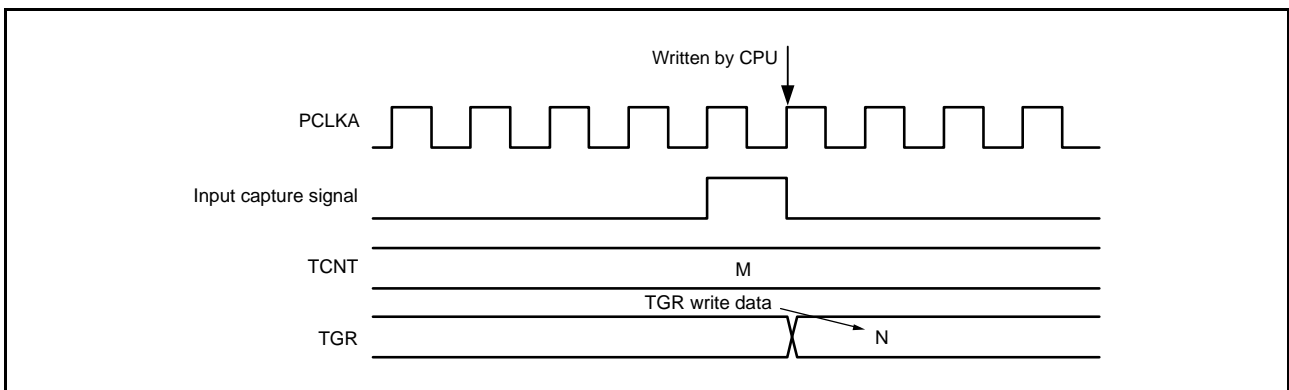 Written by CPU
PCLKA
Input capture signal
TCNT
M
TGR write data
TGR
N